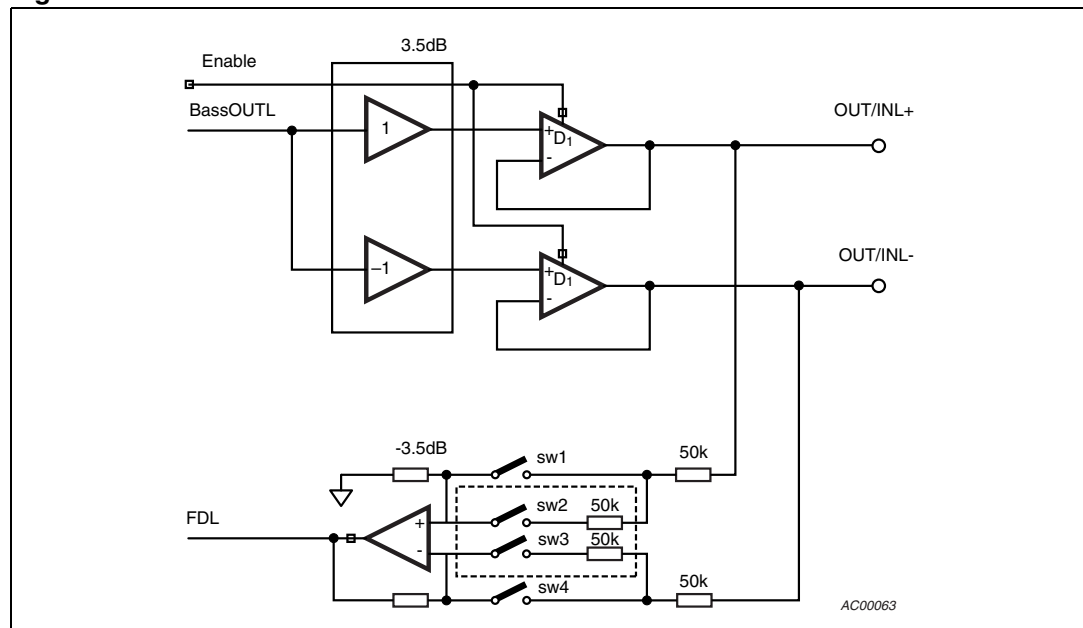 3.5dB
Enable
BassOUTL
1
+
D1
-
OUT/INL+
–1
+
D1
-
OUT/INL-
-3.5dB
sw1
50k
sw2
50k
FDL
+
-
sw3
50k
sw4
50k
AC00063